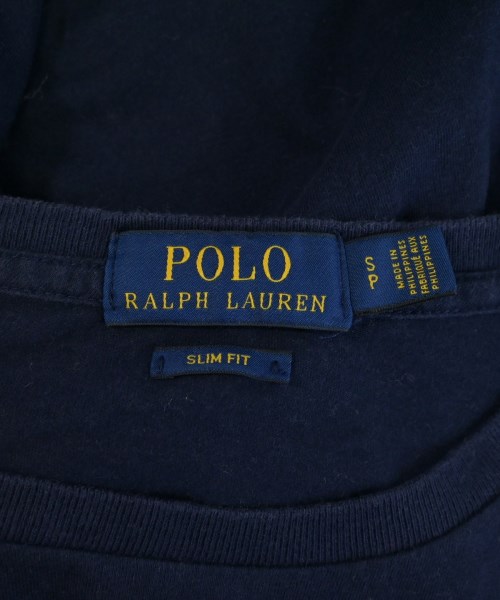 POLO
RALPH LAUREN
S
P
MADE IN
PHILIPPINES
FABRIQUÉ AUX
PHILIPPINES
SLIM FIT